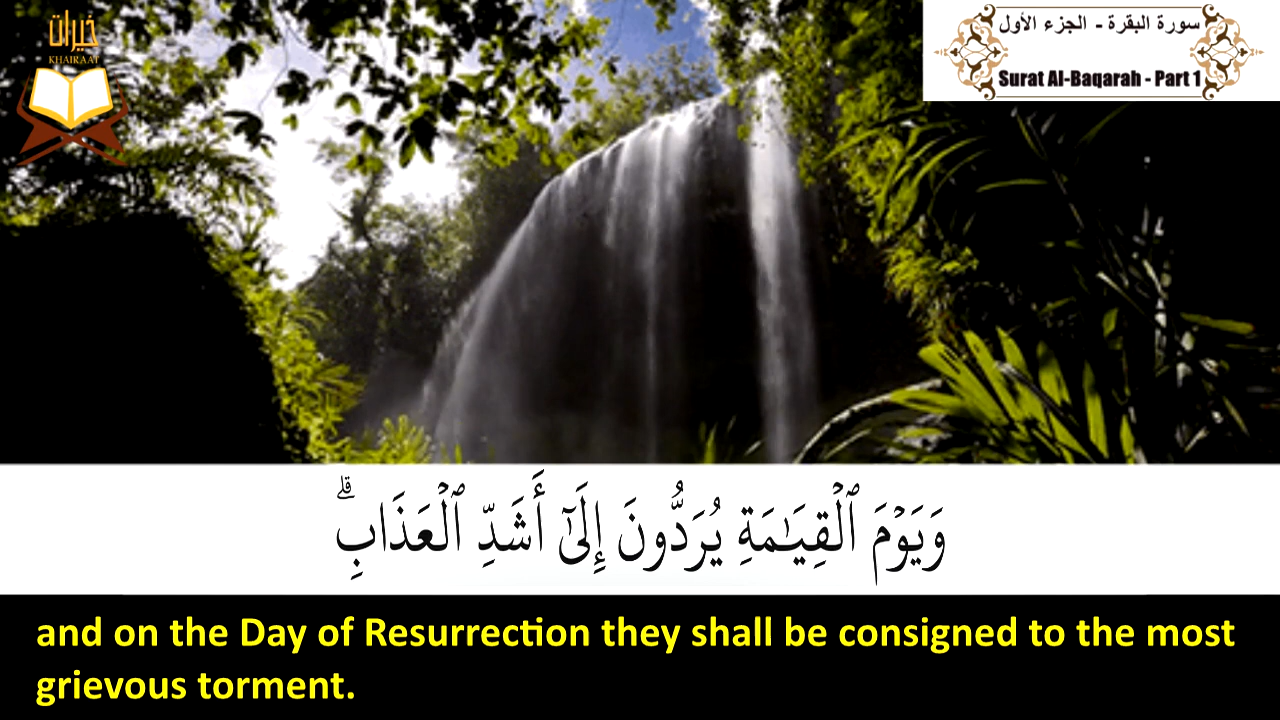 خيرات
KHAIRAAT
سورة البقرة - الجزء الأول
Surat Al-Baqarah - Part 1
وَيَوْمَ ٱلْقِيَـٰمَةِ يُرَدُّونَ إِلَىٰٓ أَشَدِّ ٱلْعَذَابِ ۗ
and on the Day of Resurrection they shall be consigned to the most
grievous torment.